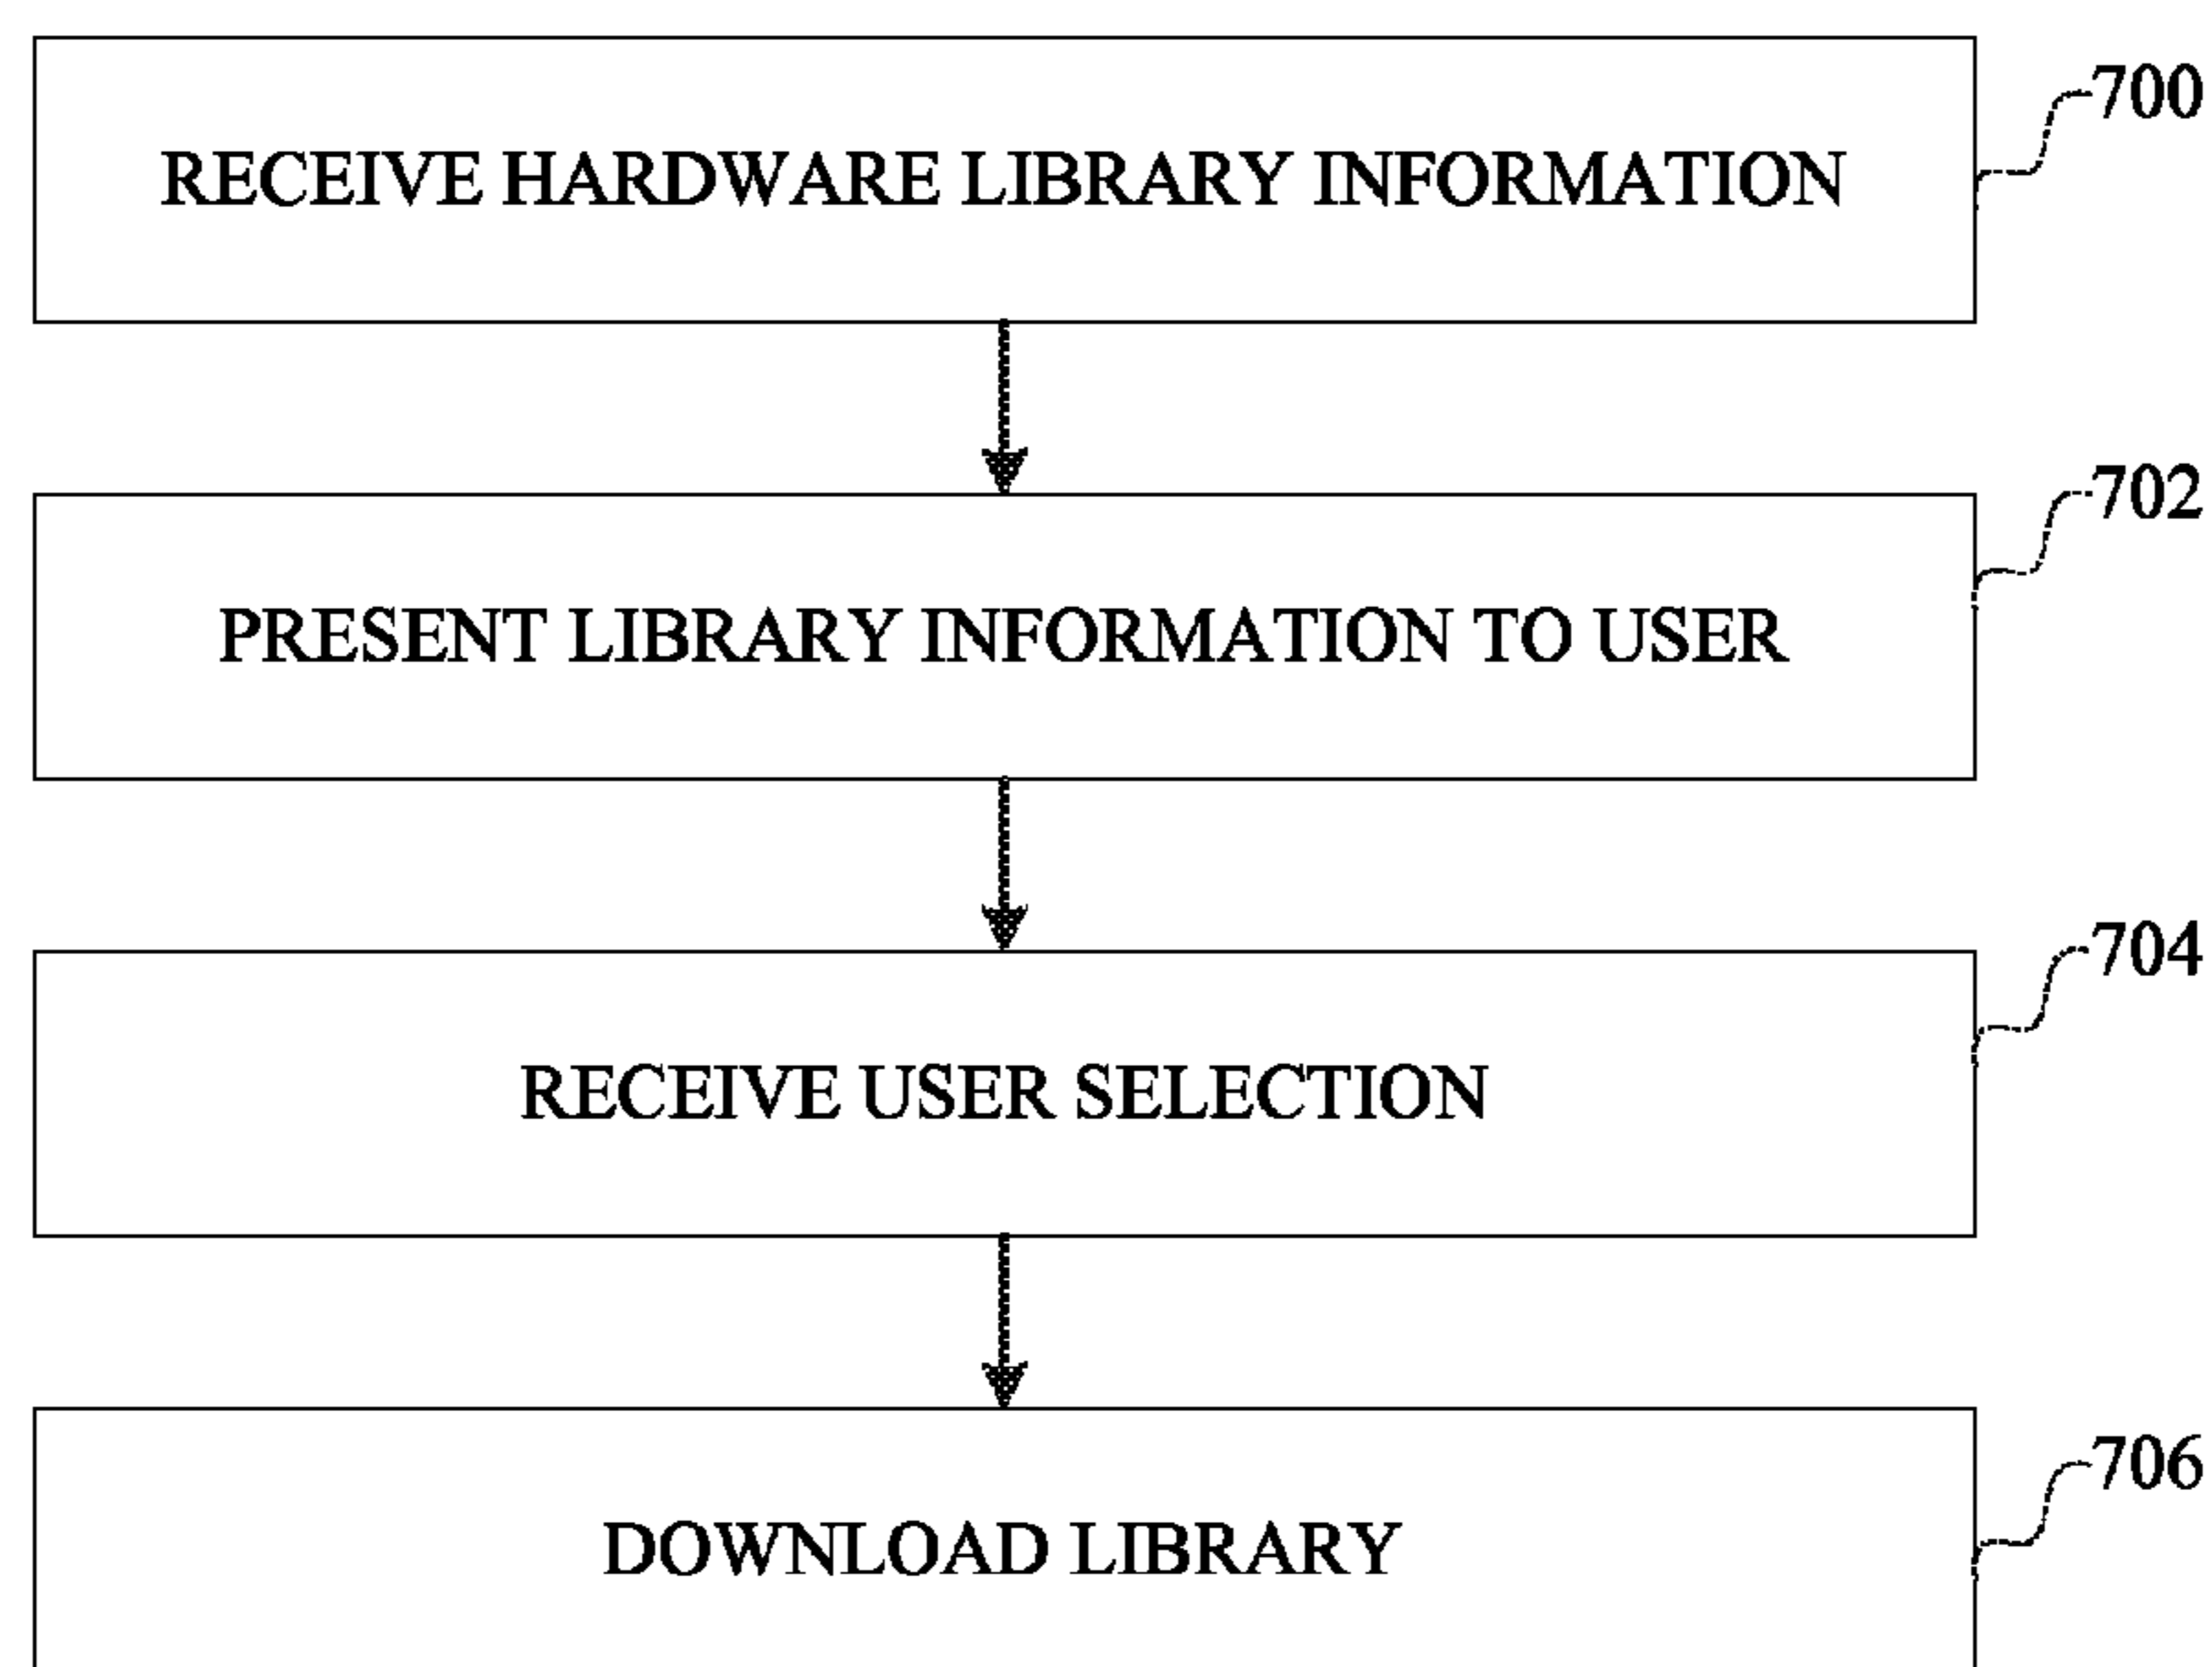 700
RECEIVE HARDWARE LIBRARY INFORMATION
702
PRESENT LIBRARY INFORMATION TO USER
704
RECEIVE USER SELECTION
706
DOWNLOAD LIBRARY